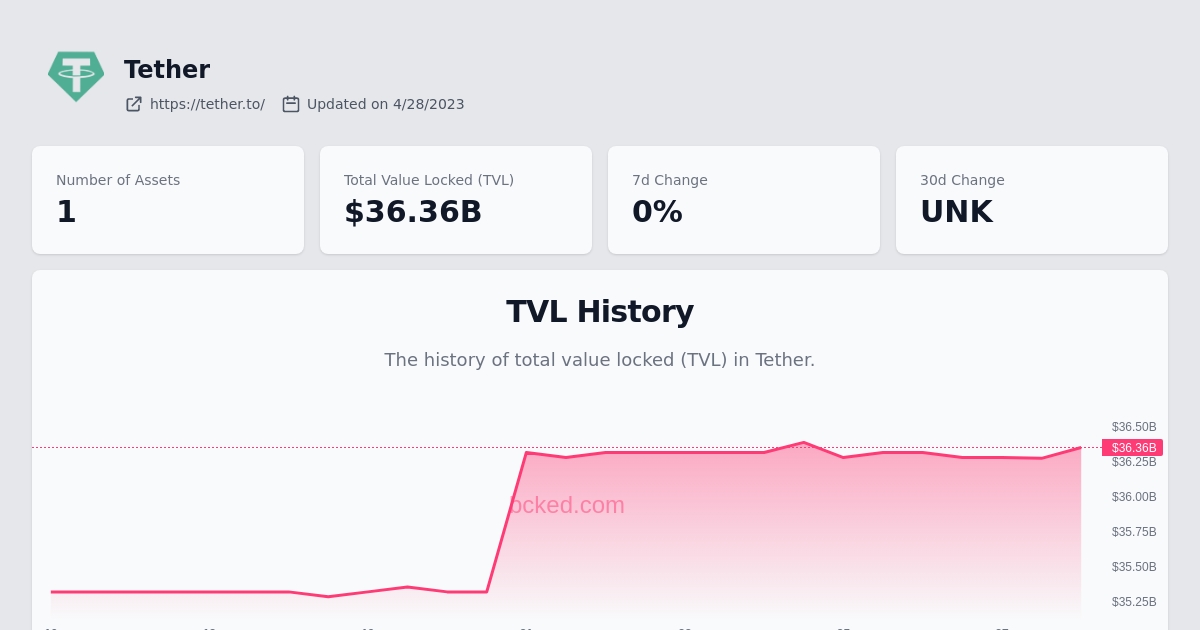 Tether
https://tether.to/ Updated on 4/28/2023
Number of Assets
1
Total Value Locked (TVL)
$36.36B
7d Change
0%
30d Change
UNK
TVL History
The history of total value locked (TVL) in Tether.
$36.50B
$36.36B
$36.25B
$36.00B
bcked.com
$35.75B
$35.50B
$35.25B